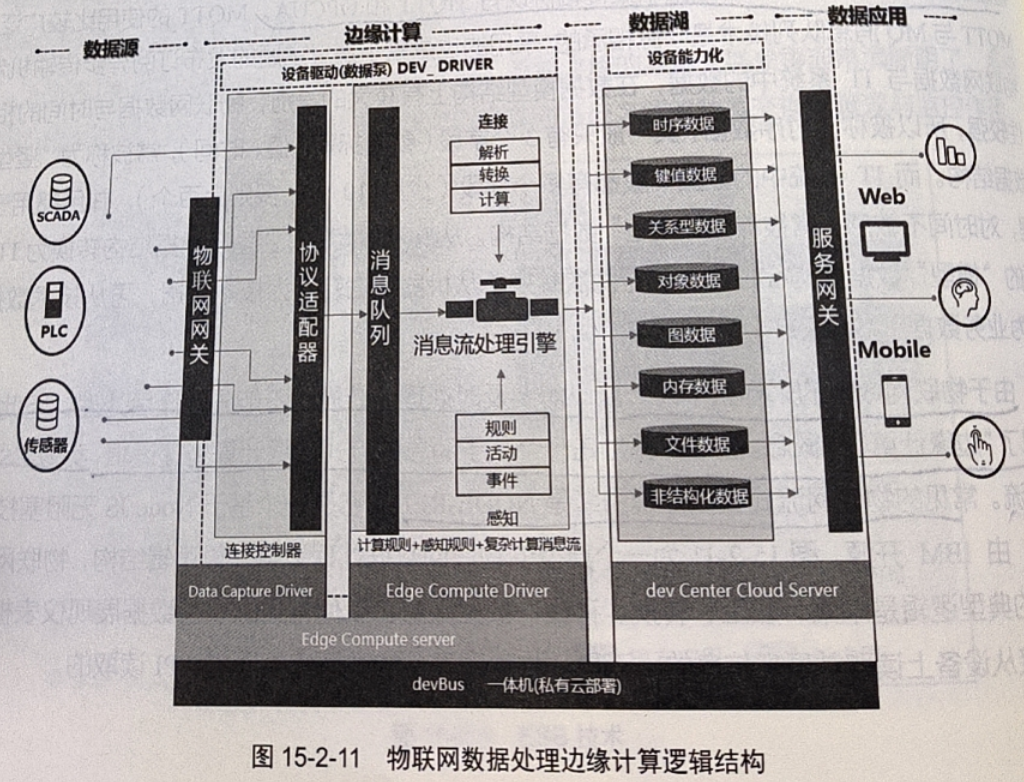 数据源
边缘计算
数据湖
数据应用
设备驱动(数据泵) DEV_DRIVER
设备能力化
SCADA
PLC
传感器
物联网网关
协议适配器
连接控制器
消息队列
连接
解析
转换
计算
消息流处理引擎
规则
活动
事件
感知
计算规则+感知规则+复杂计算消息流
时序数据
键值数据
关系型数据
对象数据
图数据
内存数据
文件数据
非结构化数据
服务网关
Web
Mobile
Data Capture Driver
Edge Compute Driver
dev Center Cloud Server
Edge Compute server
devBus 一体机(私有云部署)
图 15-2-11 物联网数据处理边缘计算逻辑结构